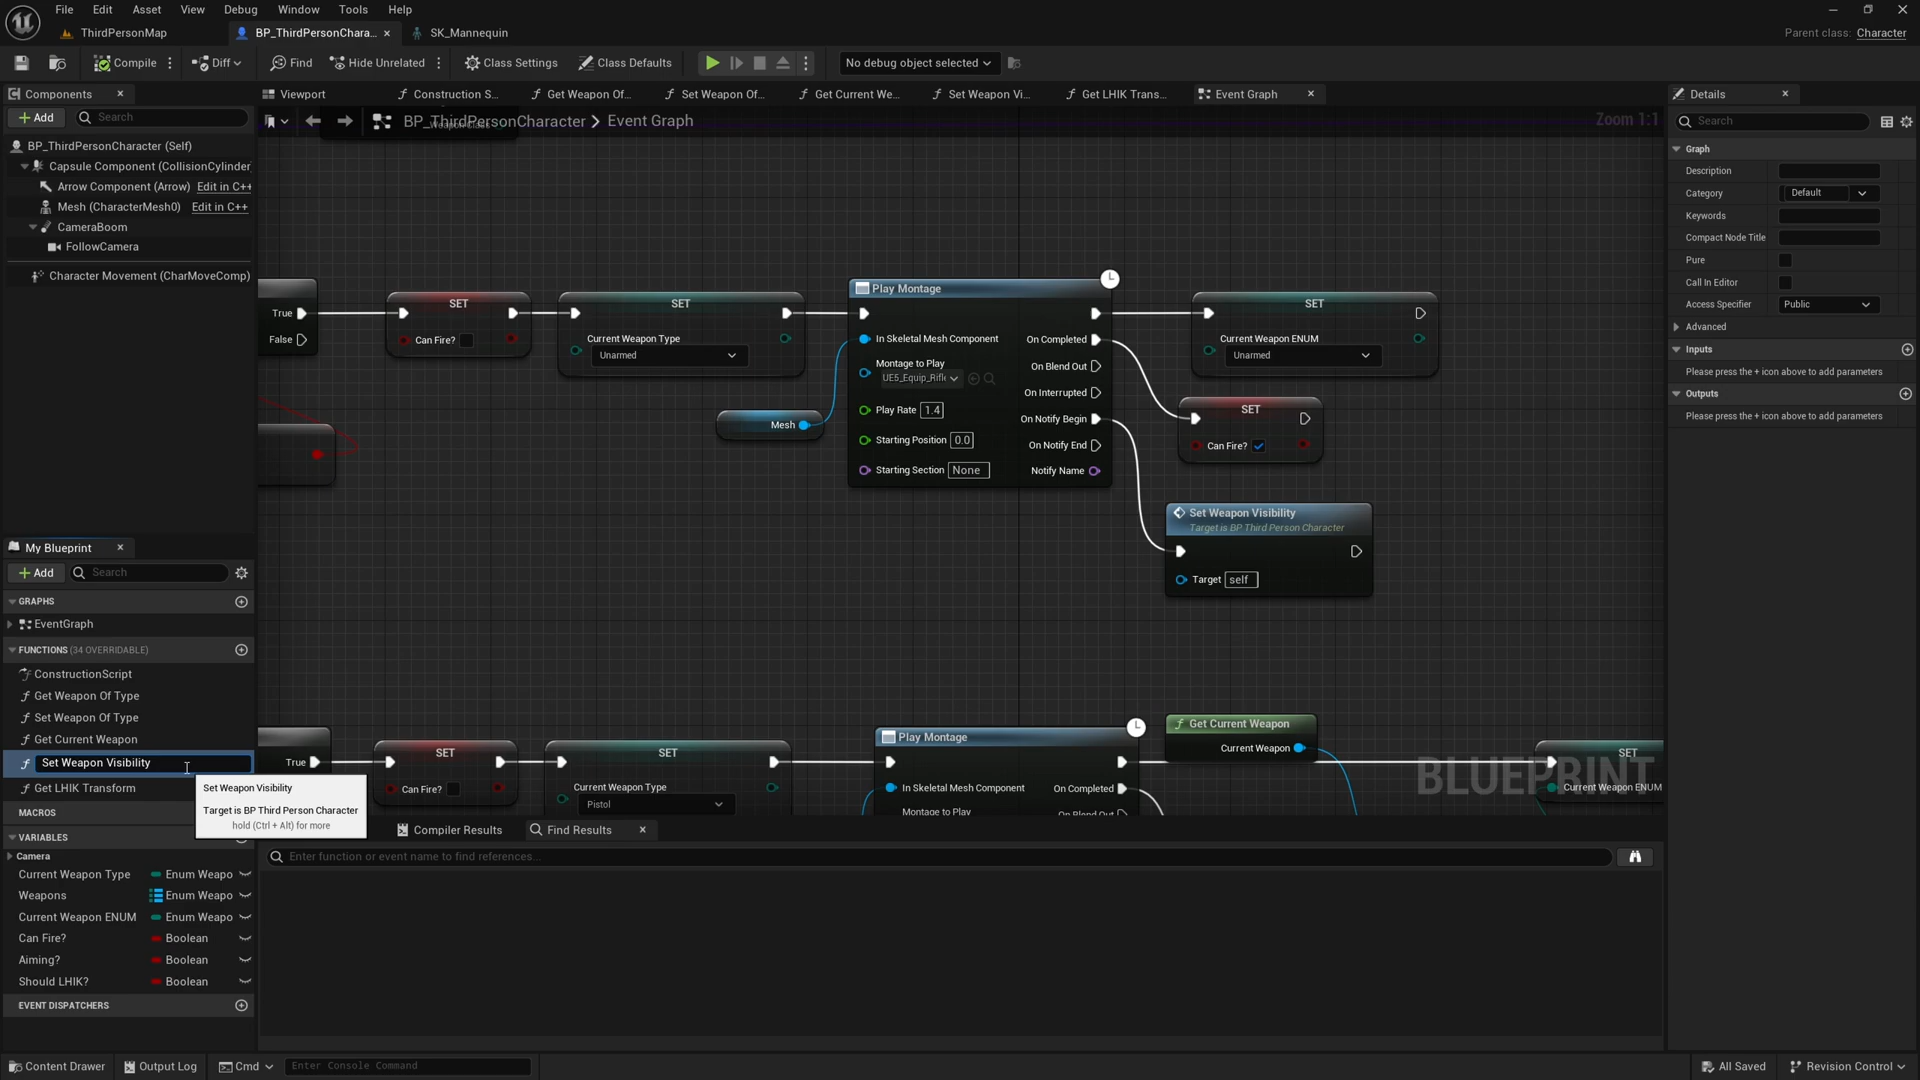 File Edit Asset View Debug Window Tools Help
ThirdPersonMap BP_ThirdPersonChara... SK_Mannequin
Parent class: Character
Compile Diff Find Hide Unrelated Class Settings Class Defaults No debug object selected
Components
Viewport Construction S... Get Weapon Of... Set Weapon Of... Get Current We... Set Weapon Vi... Get LHIK Trans... Event Graph
Details
Add Search
BP_ThirdPersonCharacter > Event Graph
Zoom 1:1
Search
BP_ThirdPersonCharacter (Self)
Capsule Component (CollisionCylinder
Arrow Component (Arrow) Edit in C++
Mesh (CharacterMesh0) Edit in C++
CameraBoom
FollowCamera
Character Movement (CharMoveComp)
Graph
Description
Category Default
Keywords
Compact Node Title
Pure
Call In Editor
Access Specifier Public
Advanced
Inputs
Please press the + icon above to add parameters
Outputs
Please press the + icon above to add parameters
True
False
SET
Can Fire?
SET
Current Weapon Type
Unarmed
Mesh
Play Montage
In Skeletal Mesh Component On Completed
Montage to Play
UE5_Equip_Rifle
On Blend Out
On Interrupted
Play Rate 1.4
On Notify Begin
Starting Position 0.0
On Notify End
Starting Section None
Notify Name
SET
Current Weapon ENUM
Unarmed
SET
Can Fire?
Set Weapon Visibility
Target is BP Third Person Character
Target self
My Blueprint
Add Search
GRAPHS
EventGraph
FUNCTIONS (34 OVERRIDABLE)
ConstructionScript
Get Weapon Of Type
Set Weapon Of Type
Get Current Weapon
Set Weapon Visibility
Get LHIK Transform
Set Weapon Visibility
Target is BP Third Person Character
hold (Ctrl + Alt) for more
MACROS
VARIABLES
Camera
Current Weapon Type Enum Weapo
Weapons Enum Weapo
Current Weapon ENUM Enum Weapo
Can Fire? Boolean
Aiming? Boolean
Should LHIK? Boolean
EVENT DISPATCHERS
True
SET
Can Fire?
SET
Current Weapon Type
Pistol
Play Montage
In Skeletal Mesh Component On Completed
Montage to Play
On Blend Out
Get Current Weapon
Current Weapon
SET
Current Weapon ENUM
BLUEPRINT
Compiler Results Find Results
Enter function or event name to find references...
Content Drawer Output Log Cmd Enter Console Command
All Saved Revision Control